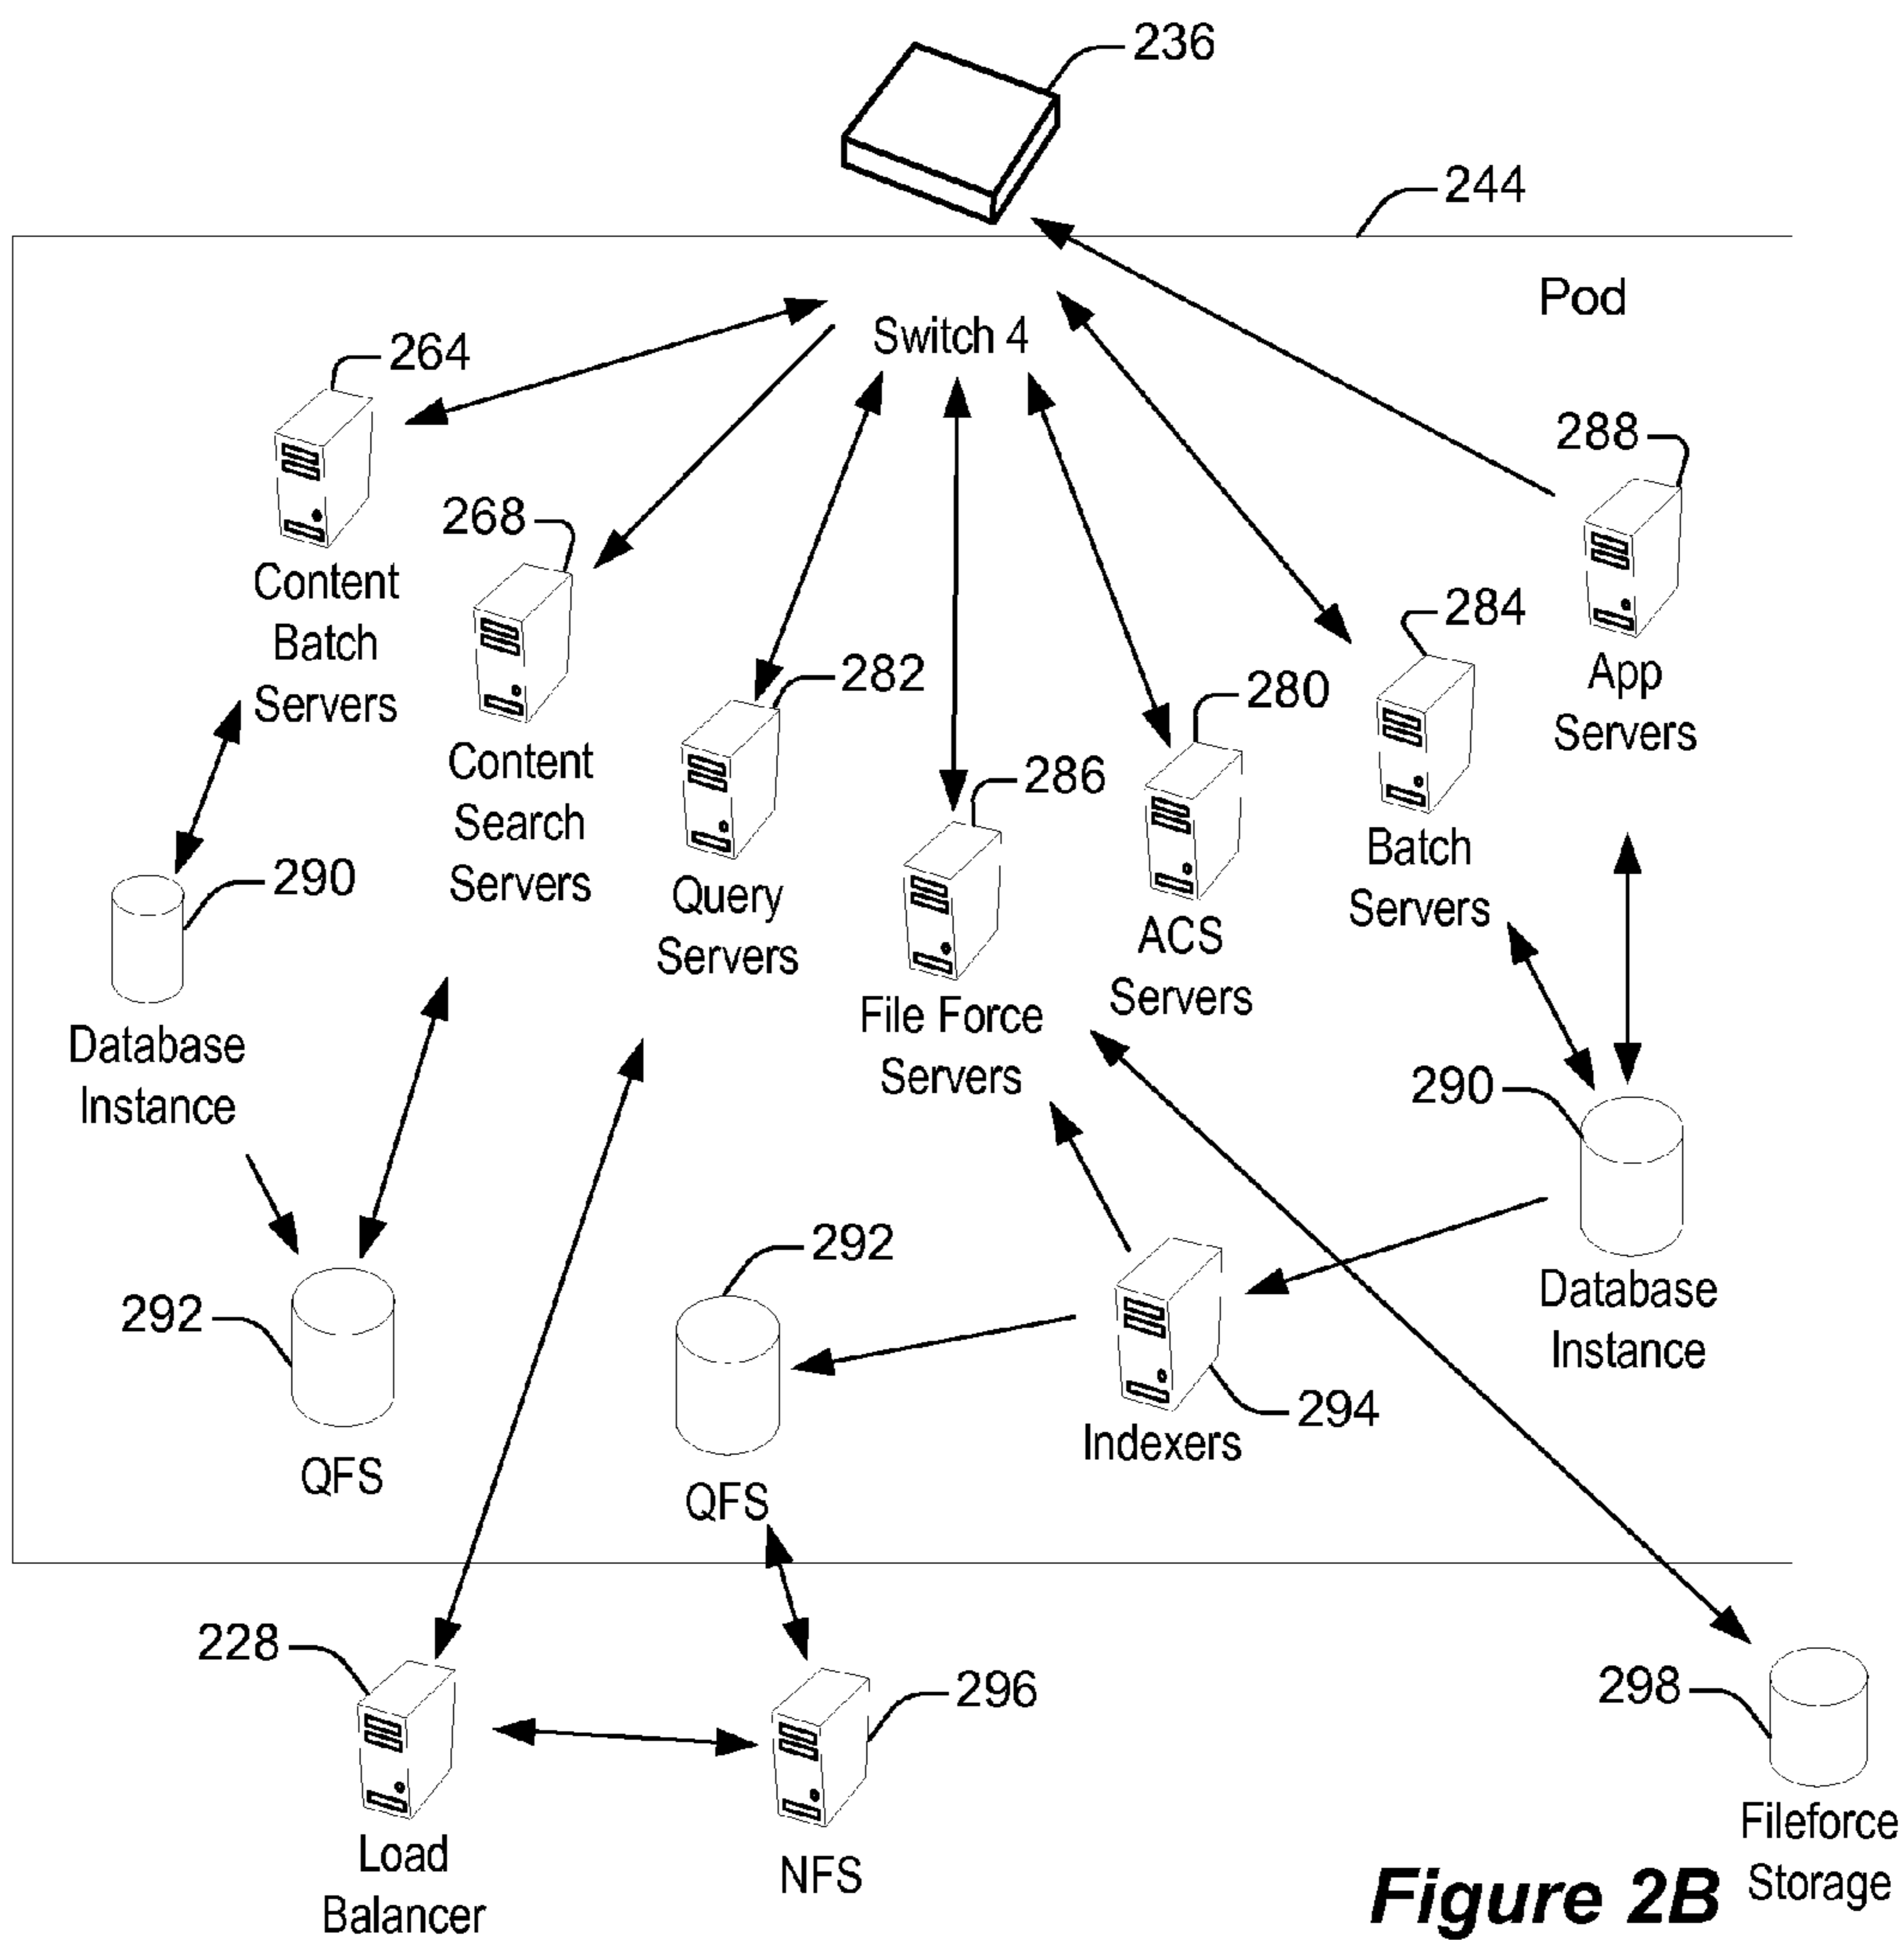 236
244
Pod
Switch 4
264
Content
Batch
Servers
268
Content
Search
Servers
282
Query
Servers
286
File Force
Servers
280
ACS
Servers
284
Batch
Servers
288
App
Servers
290
Database
Instance
290
Database
Instance
292
QFS
292
QFS
294
Indexers
228
Load
Balancer
296
NFS
298
Fileforce
Storage
Figure 2B